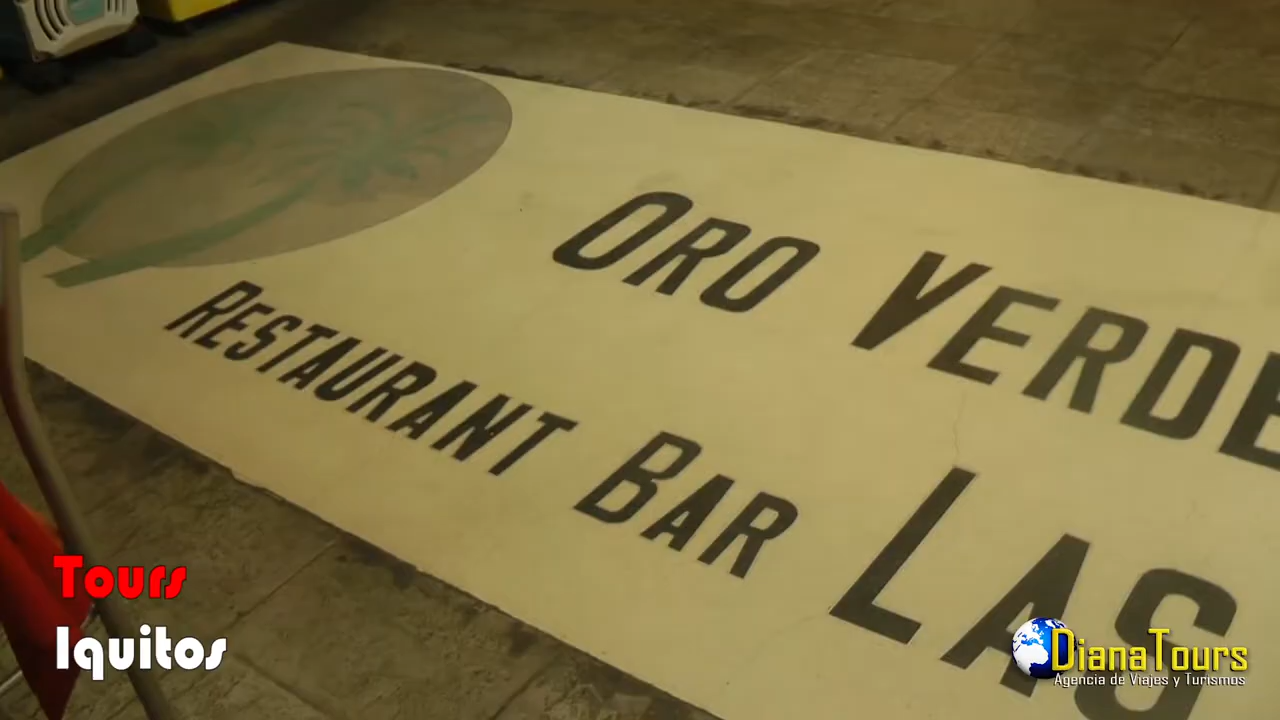 Oro Verde
Restaurant Bar Las
Tours
Iquitos
DianaTours
Agencia de Viajes y Turismos